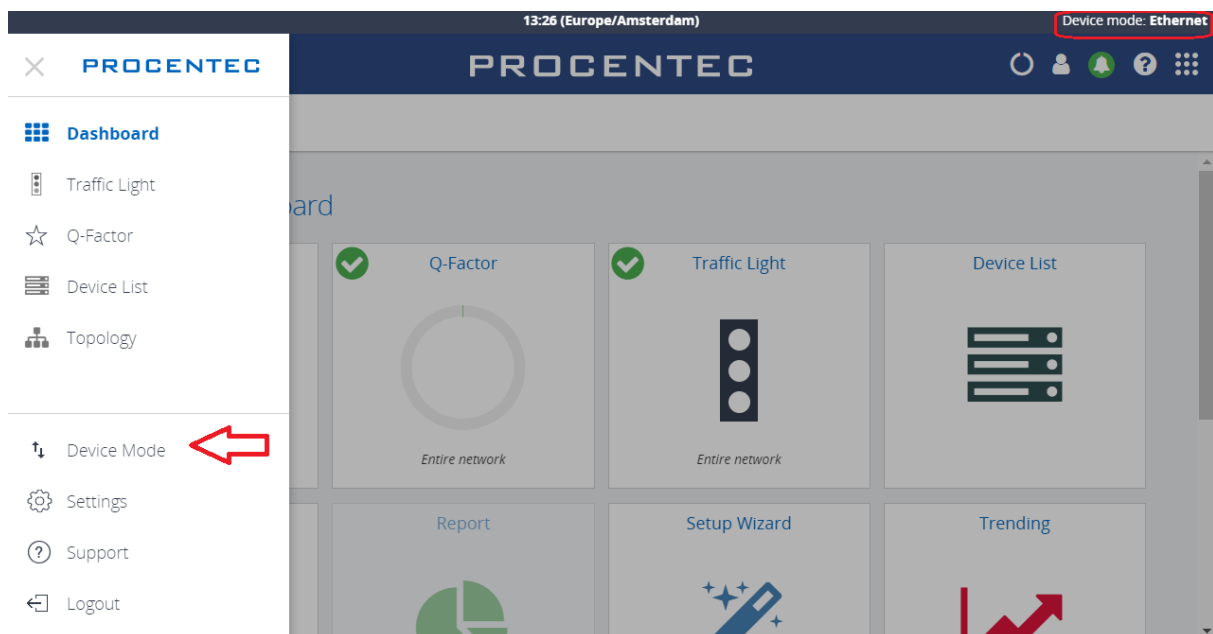 13:26 (Europe/Amsterdam)
Device mode: Ethernet
PROCENTEC
PROCENTEC
Dashboard
Traffic Light
Q-Factor
Device List
Topology
Device Mode
Settings
Support
Logout
ard
Q-Factor
Traffic Light
Device List
Entire network
Entire network
Report
Setup Wizard
Trending